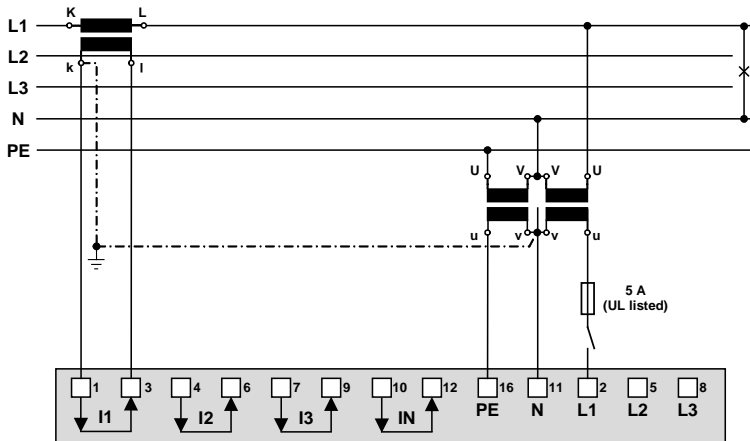 K L
L1
L2
k l
L3
N
PE
U V V U
u v v u
5 A
(UL listed)
1 3 4 6 7 9 10 12 16 11 2 5 8
I1 I2 I3 IN PE N L1 L2 L3